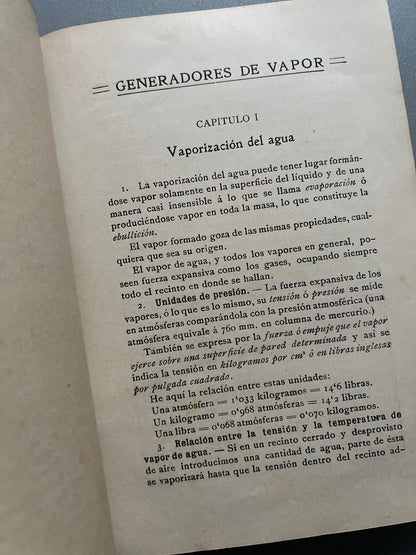 GENERADORES DE VAPOR
CAPITULO I
Vaporización del agua
1. La vaporización del agua puede tener lugar formán-
dose vapor solamente en la superficie del líquido y de una
manera casi insensible á lo que se llama evaporación ó
produciéndose vapor en toda la masa, lo que constituye la
ebullición.
El vapor formado goza de las mismas propiedades, cual-
quiera que sea su origen.
El vapor de agua, y todos los vapores en general, po-
seen fuerza expansiva como los gases, ocupando siempre
todo el recinto en donde se hallan.
2. Unidades de presión. — La fuerza expansiva de los
vapores, ó lo que es lo mismo, su tensión ó presión se mide
en atmósferas comparándola con la presión atmosférica (una
atmósfera equivale á 760 mm. en columna de mercurio.)
También se expresa por la fuerza ó empuje que el vapor
ejerce sobre una superficie de pared determinada y así se
indica la tensión en kilogramos por cm² ó en libras inglesas
por pulgada cuadrada.
He aquí la relación entre estas unidades:
Una atmósfera = 1'033 kilogramos = 14'6 libras.
Un kilogramo = 0'968 atmósferas = 14'2 libras.
Una libra = 0'068 atmósferas = 0'070 kilogramos.
3. Relación entre la tensión y la temperatura de
vapor de agua. — Si en un recinto cerrado y desprovisto
de aire introducimos una cantidad de agua, parte de ésta
se vaporizará hasta que la tensión dentro del recinto ad-